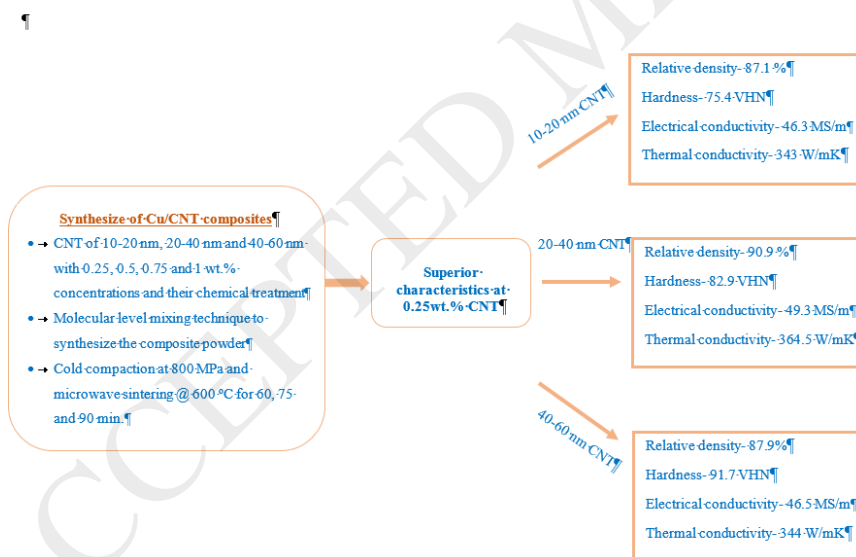 Synthesize of Cu/CNT composites
CNT of 10-20 nm, 20-40 nm and 40-60 nm
with 0.25, 0.5, 0.75 and 1 wt.%
concentrations and their chemical treatment
Molecular level mixing technique to
synthesize the composite powder
Cold compaction at 800 MPa and
microwave sintering @ 600 ºC for 60, 75
and 90 min.
Superior
characteristics at
0.25wt.% CNT
10-20 nm CNT
Relative density- 87.1 %
Hardness- 75.4 VHN
Electrical conductivity- 46.3 MS/m
Thermal conductivity- 343 W/mK
20-40 nm CNT
Relative density- 90.9 %
Hardness- 82.9 VHN
Electrical conductivity- 49.3 MS/m
Thermal conductivity- 364.5 W/mK
40-60 nm CNT
Relative density- 87.9%
Hardness- 91.7 VHN
Electrical conductivity- 46.5 MS/m
Thermal conductivity- 344 W/mK
CCEPTED M